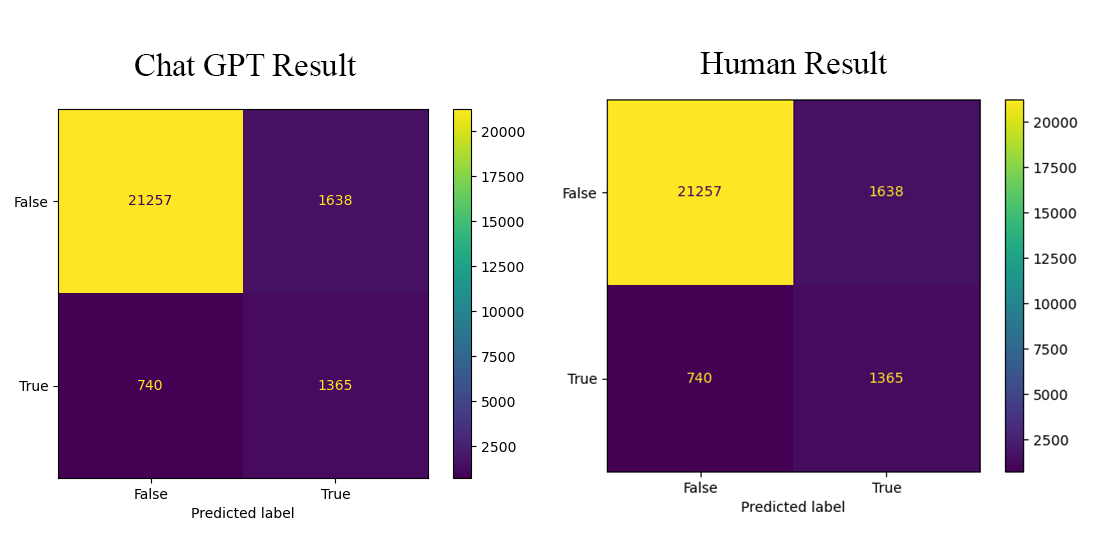 Chat GPT Result
False
21257
1638
True
740
1365
False
True
Predicted label
20000
17500
15000
12500
10000
7500
5000
2500
Human Result
False
21257
1638
True
740
1365
False
True
Predicted label
20000
17500
15000
12500
10000
7500
5000
2500